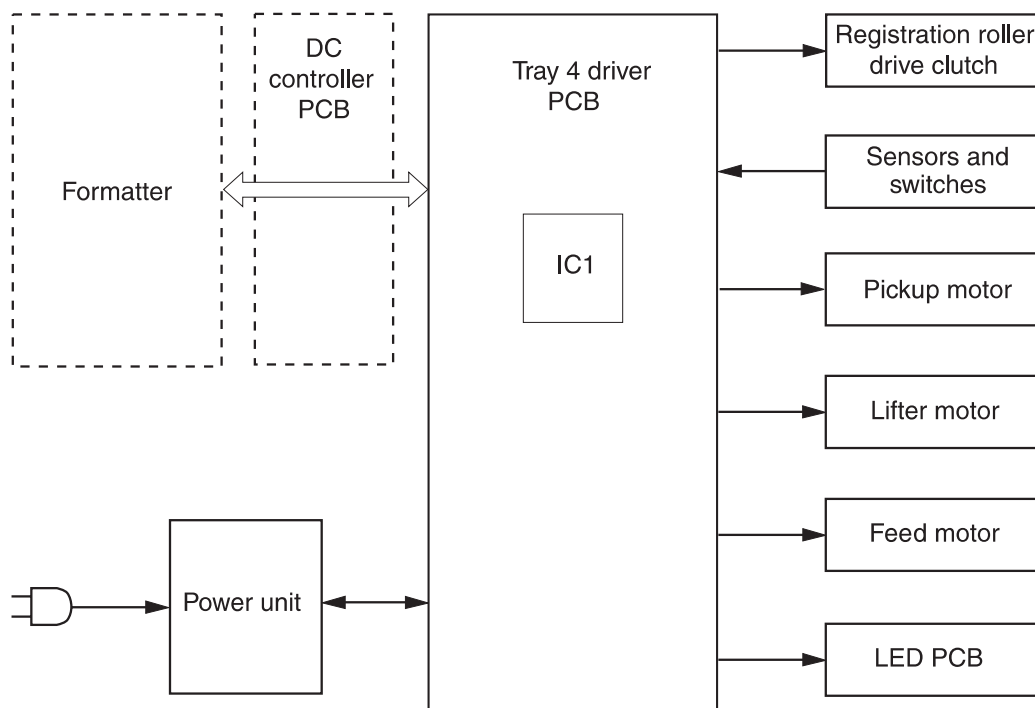 Formatter
DC
controller
PCB
Tray 4 driver
PCB
IC1
Power unit
Registration roller
drive clutch
Sensors and
switches
Pickup motor
Lifter motor
Feed motor
LED PCB